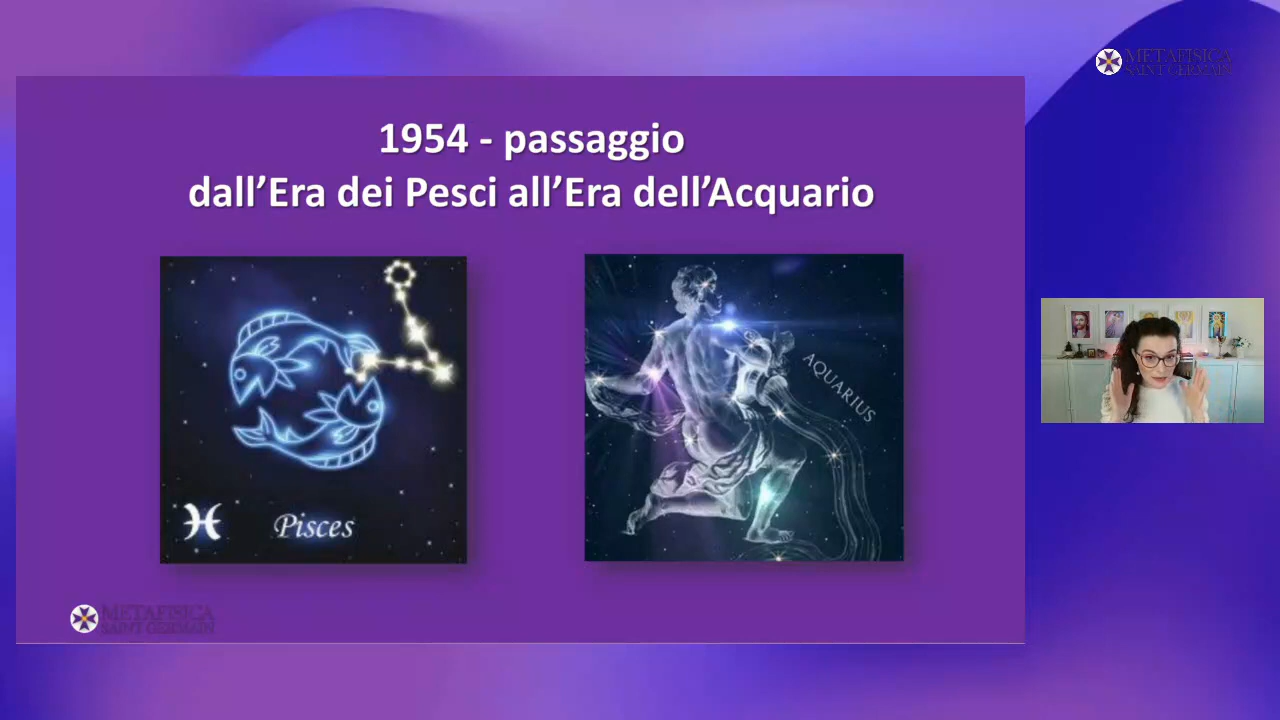 METAFISICA
SAINT GERMAIN
1954 - passaggio
dall'Era dei Pesci all'Era dell'Acquario
AQUARIUS
Pisces
METAFISICA
SAINT GERMAIN